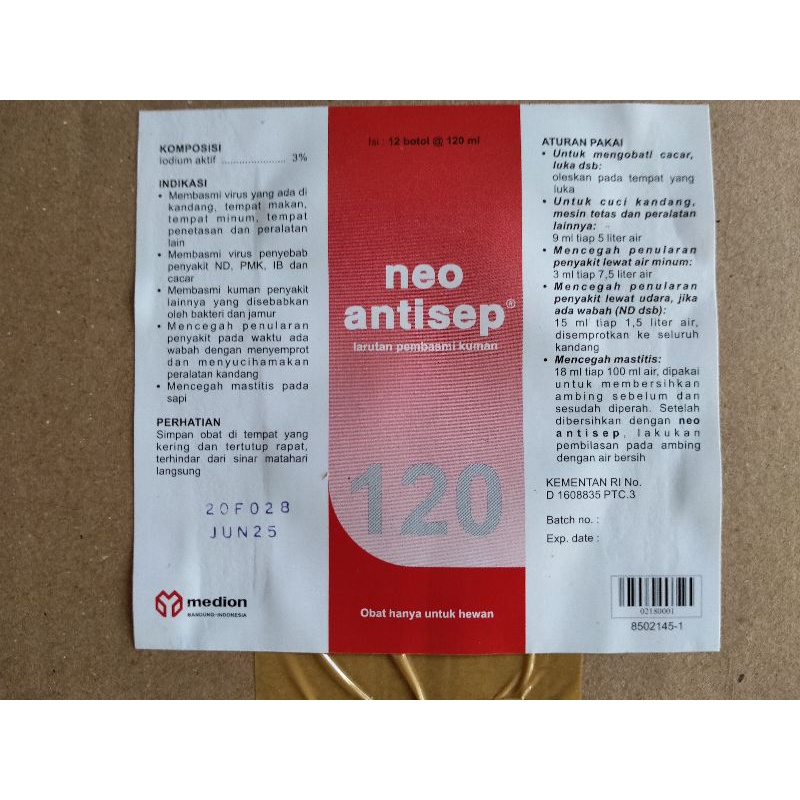 KOMPOSISI
Iodium aktif ..................... 3%
INDIKASI
• Membasmi virus yang ada di
kandang, tempat makan,
tempat minum, tempat
penetasan dan peralatan
lain
• Membasmi virus penyebab
penyakit ND, PMK, IB dan
cacar
• Membasmi kuman penyakit
lainnya yang disebabkan
oleh bakteri dan jamur
• Mencegah penularan
penyakit pada waktu ada
wabah dengan menyemprot
dan menyucihamakan
peralatan kandang
• Mencegah mastitis pada
sapi
PERHATIAN
Simpan obat di tempat yang
kering dan tertutup rapat,
terhindar dari sinar matahari
langsung
20F028
JUN25
medion
BANDUNG-INDONESIA
Isi : 12 botol @ 120 ml
neo
antisep®
larutan pembasmi kuman
120
Obat hanya untuk hewan
ATURAN PAKAI
• Untuk mengobati cacar,
luka dsb:
oleskan pada tempat yang
luka
• Untuk cuci kandang,
mesin tetas dan peralatan
lainnya:
9 ml tiap 5 liter air
• Mencegah penularan
penyakit lewat air minum:
3 ml tiap 7,5 liter air
• Mencegah penularan
penyakit lewat udara, jika
ada wabah (ND dsb):
15 ml tiap 1,5 liter air,
disemprotkan ke seluruh
kandang
• Mencegah mastitis:
18 ml tiap 100 ml air, dipakai
untuk membersihkan
ambing sebelum dan
sesudah diperah. Setelah
dibersihkan dengan neo
antisep, lakukan
pembilasan pada ambing
dengan air bersih
KEMENTAN RI No.
D 1608835 PTC.3
Batch no. :
Exp. date :
02180001
8502145-1